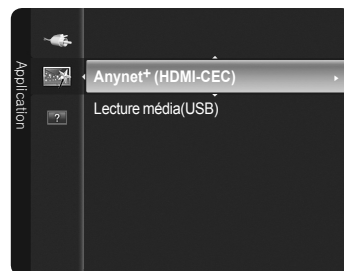 Application
Anynet+ (HDMI-CEC)
Lecture média(USB)
?